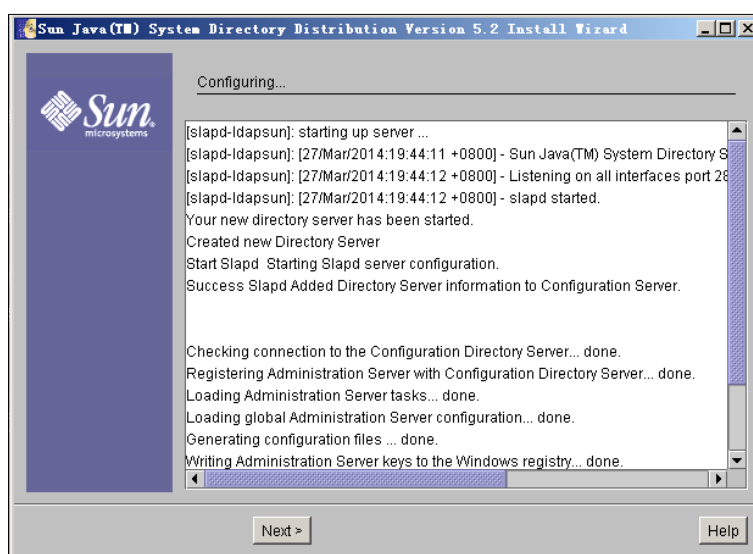 Sun Java(TM) System Directory Distribution Version 5.2 Install Wizard
Sun
microsystems
Configuring...
[slapd-ldapsun]: starting up server ...
[slapd-ldapsun]: [27/Mar/2014:19:44:11 +0800] - Sun Java(TM) System Directory S
[slapd-ldapsun]: [27/Mar/2014:19:44:12 +0800] - Listening on all interfaces port 28
[slapd-ldapsun]: [27/Mar/2014:19:44:12 +0800] - slapd started.
Your new directory server has been started.
Created new Directory Server
Start Slapd  Starting Slapd server configuration.
Success Slapd Added Directory Server information to Configuration Server.
Checking connection to the Configuration Directory Server... done.
Registering Administration Server with Configuration Directory Server... done.
Loading Administration Server tasks... done.
Loading global Administration Server configuration... done.
Generating configuration files ... done.
Writing Administration Server keys to the Windows registry... done.
Next >
Help